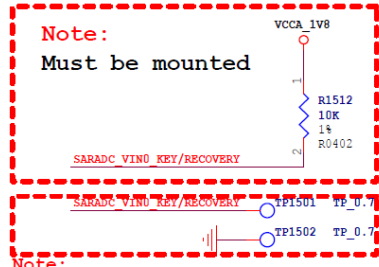 Note:
VCCA_1V8
Must be mounted
1
R1512
10K
1%
R0402
2
SARADC_VIN0_KEY/RECOVERY
SARADC_VIN0_KEY/RECOVERY
TP1501 TP_0.7
TP1502 TP_0.7
Note: